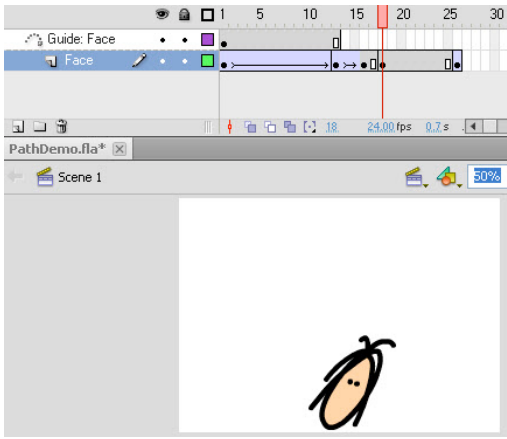 1 5 10 15 20 25 30
Guide: Face
Face
18 24.00 fps 0.7 s
PathDemo.fla*
Scene 1
50%